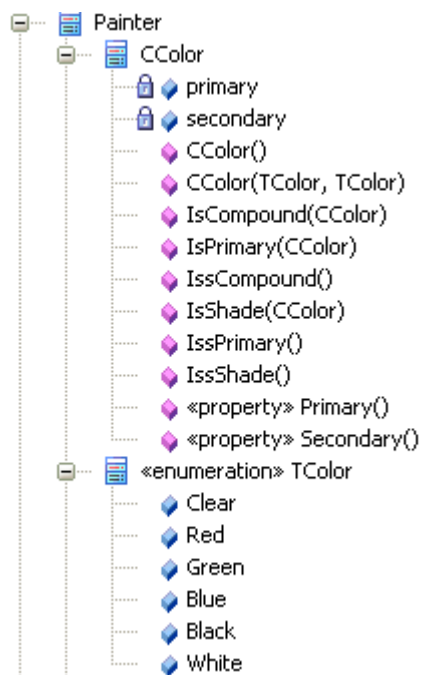 Painter
CColor
primary
secondary
CColor()
CColor(TColor, TColor)
IsCompound(CColor)
IsPrimary(CColor)
IssCompound()
IsShade(CColor)
IssPrimary()
IssShade()
«property» Primary()
«property» Secondary()
«enumeration» TColor
Clear
Red
Green
Blue
Black
White